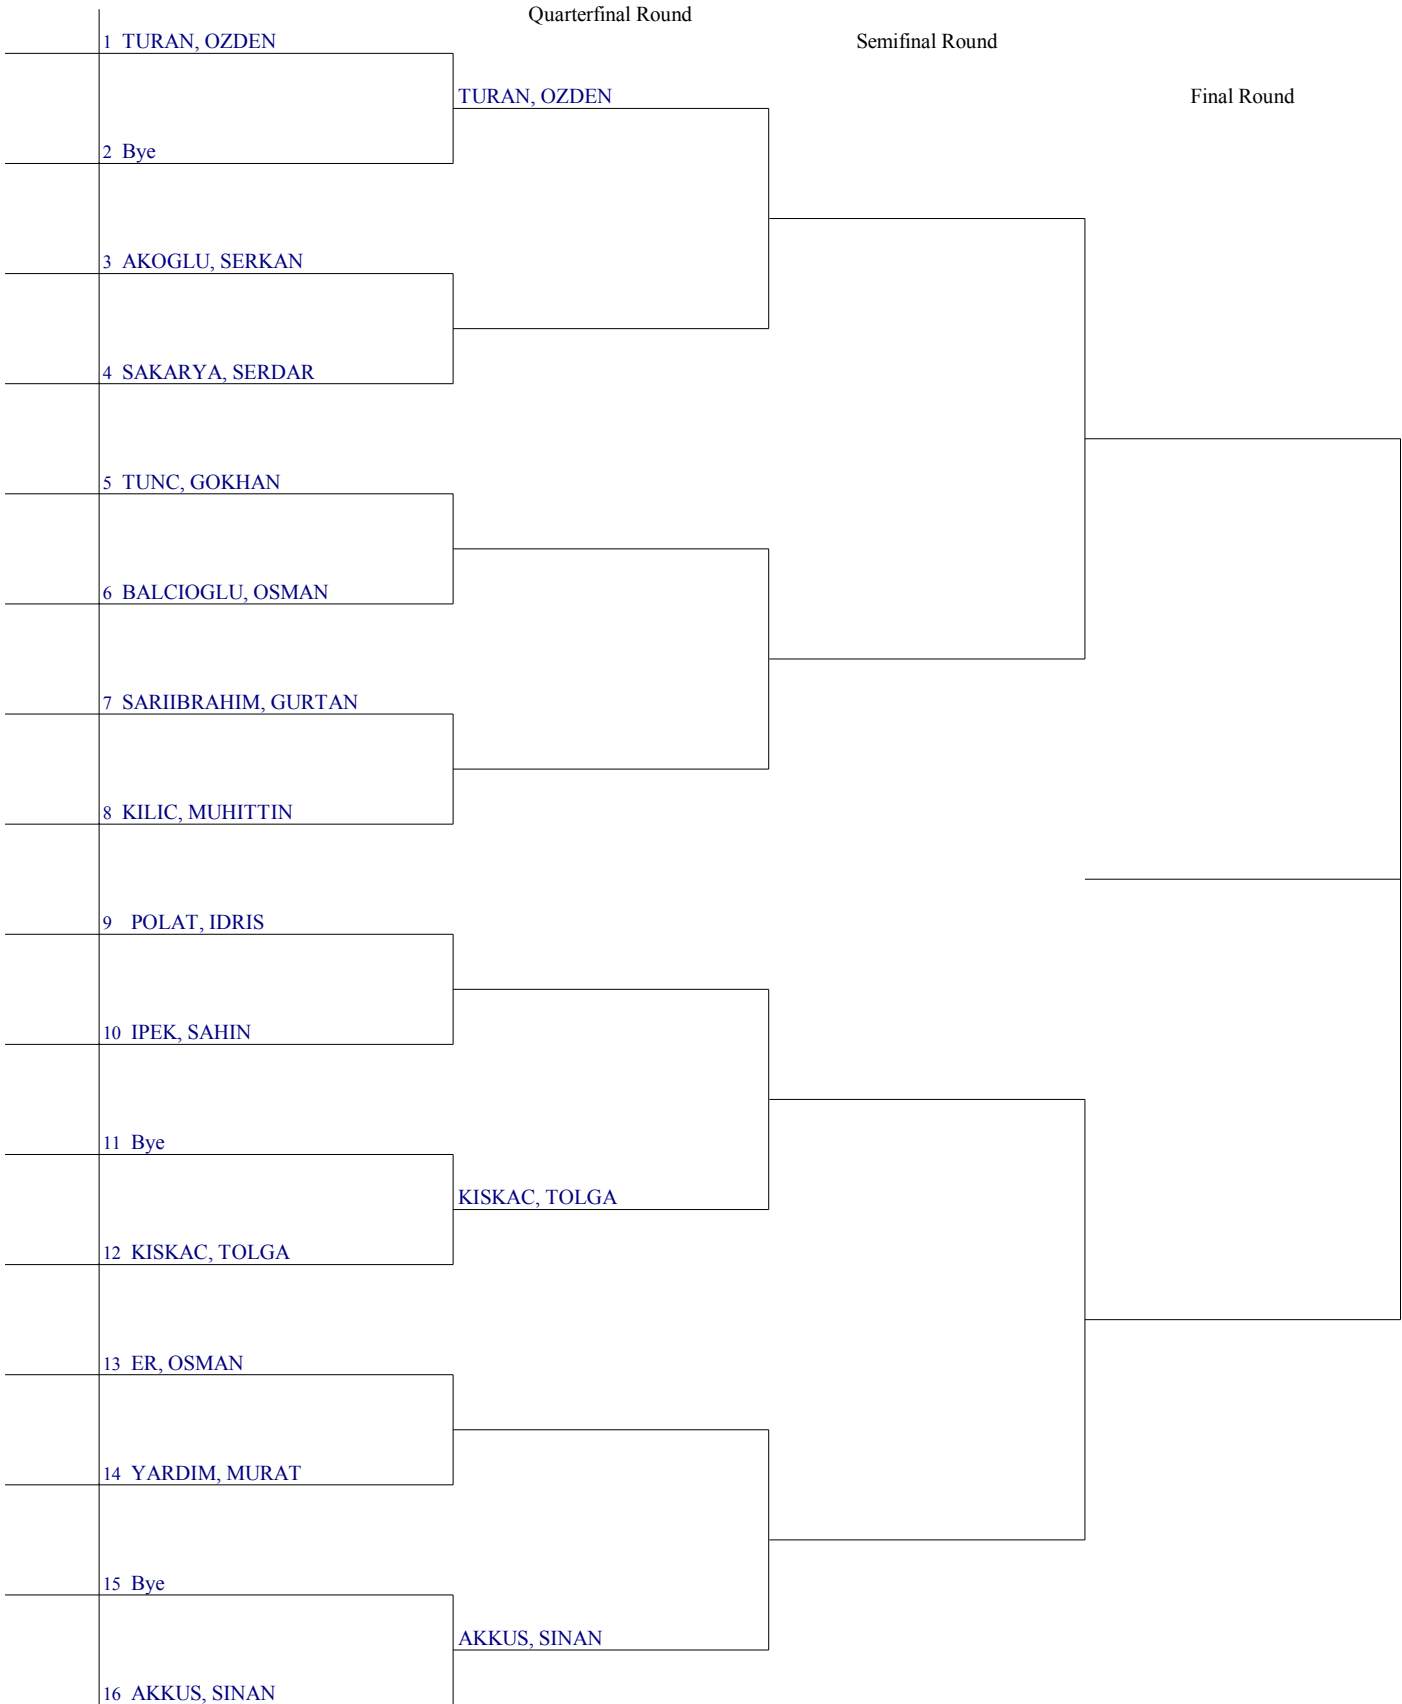 Quarterfinal Round
1 TURAN, OZDEN
Semifinal Round
TURAN, OZDEN
Final Round
2 Bye
3 AKOGLU, SERKAN
4 SAKARYA, SERDAR
5 TUNC, GOKHAN
6 BALCIOGLU, OSMAN
7 SARIIBRAHIM, GURTAN
8 KILIC, MUHITTIN
9 POLAT, IDRIS
10 IPEK, SAHIN
11 Bye
KISKAC, TOLGA
12 KISKAC, TOLGA
13 ER, OSMAN
14 YARDIM, MURAT
15 Bye
AKKUS, SINAN
16 AKKUS, SINAN